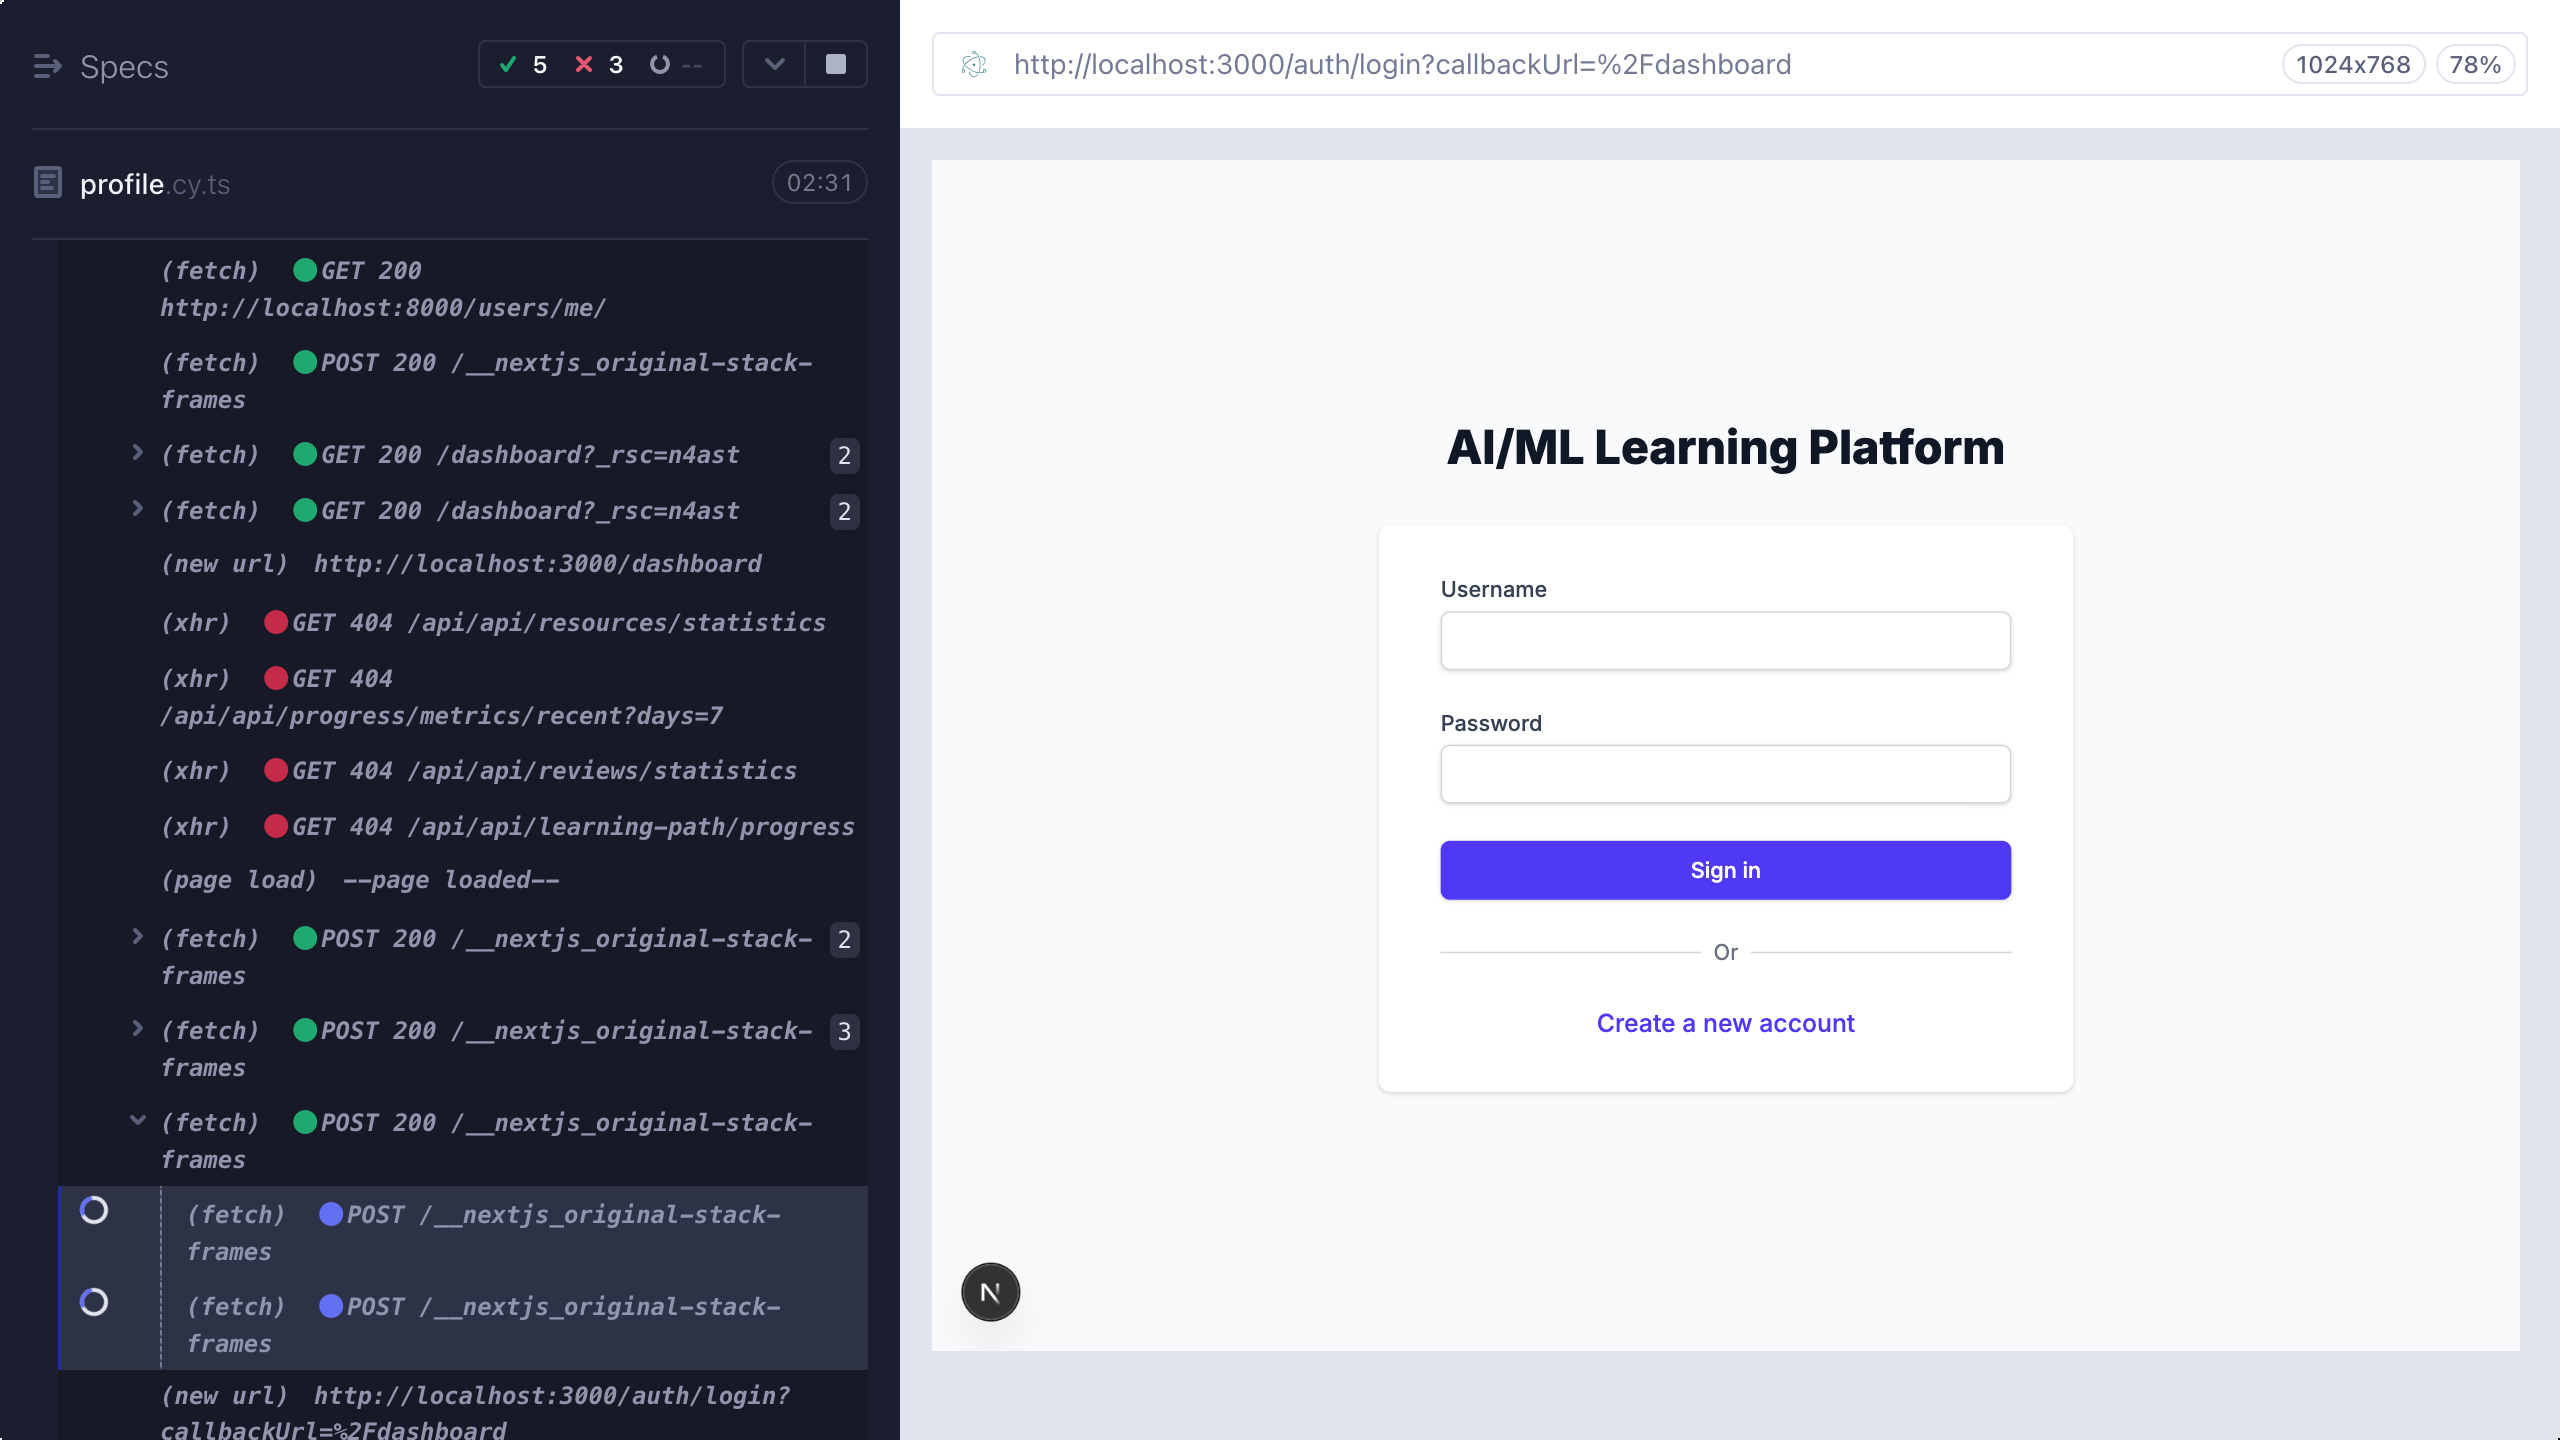 Specs
5 3 --
profile.cy.ts
02:31
(fetch) GET 200
http://localhost:8000/users/me/
(fetch) POST 200 /__nextjs_original-stack-
frames
(fetch) GET 200 /dashboard?_rsc=n4ast 2
(fetch) GET 200 /dashboard?_rsc=n4ast 2
(new url) http://localhost:3000/dashboard
(xhr) GET 404 /api/api/resources/statistics
(xhr) GET 404
/api/api/progress/metrics/recent?days=7
(xhr) GET 404 /api/api/reviews/statistics
(xhr) GET 404 /api/api/learning-path/progress
(page load) --page loaded--
(fetch) POST 200 /__nextjs_original-stack- 2
frames
(fetch) POST 200 /__nextjs_original-stack- 3
frames
(fetch) POST 200 /__nextjs_original-stack-
frames
(fetch) POST /__nextjs_original-stack-
frames
(fetch) POST /__nextjs_original-stack-
frames
(new url) http://localhost:3000/auth/login?
callbackUrl=%2Fdashboard
http://localhost:3000/auth/login?callbackUrl=%2Fdashboard
1024x768
78%
AI/ML Learning Platform
Username
Password
Sign in
Or
Create a new account
N